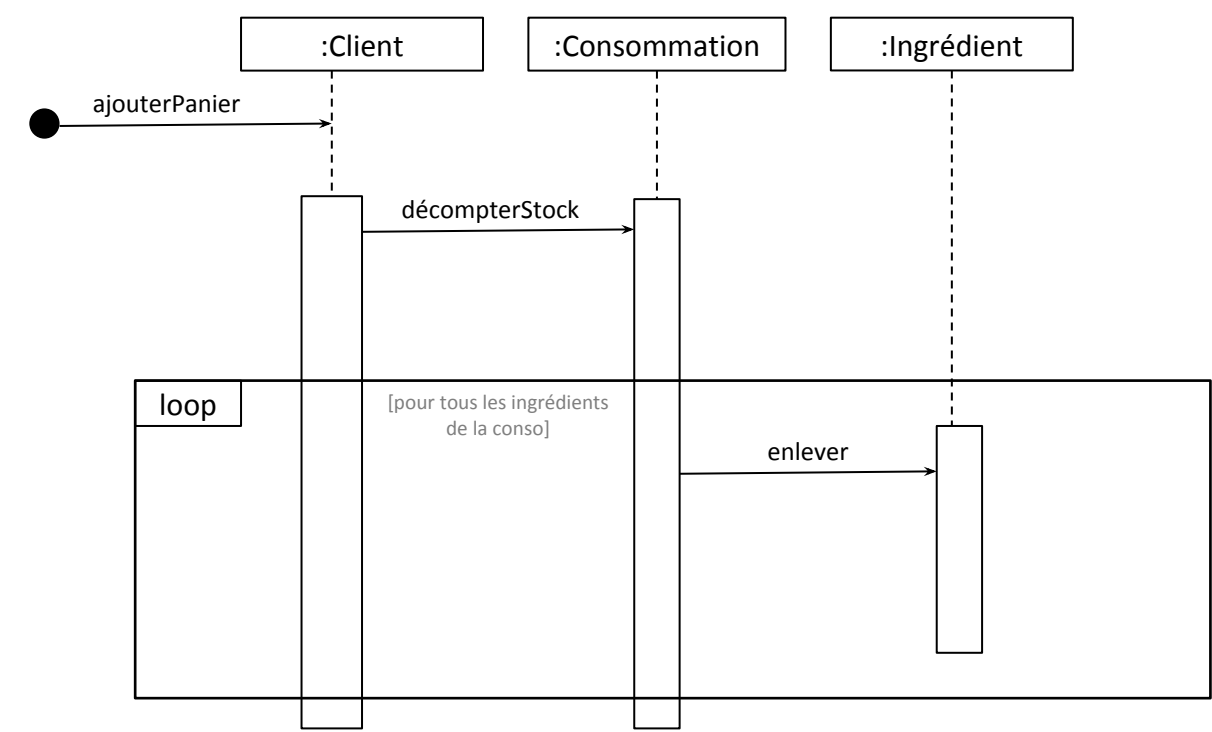 :Client
:Consommation
:Ingrédient
ajouterPanier
décompterStock
loop
[pour tous les ingrédients
de la conso]
enlever